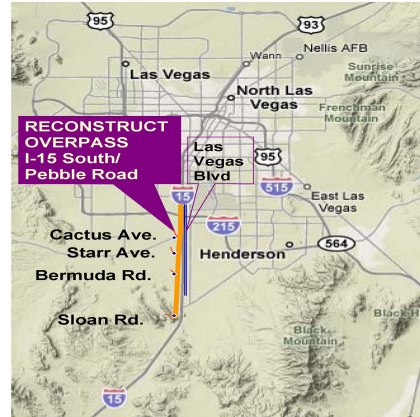 95
93
Nellis AFB
Wann
Las Vegas
Sunrise
Mountain
North Las
Vegas
Frenchman
Mountain
RECONSTRUCT
OVERPASS
I-15 South/
Pebble Road
Las
Vegas
Blvd
95
15
515
East Las
Vegas
215
Cactus Ave.
Starr Ave.
Henderson
564
Bermuda Rd.
Sloan Rd.
Black
Mountain
Black H
15